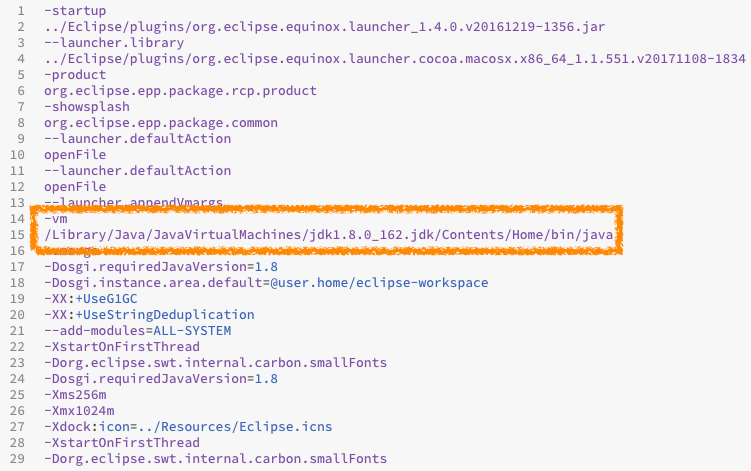 1 -startup
2 ../Eclipse/plugins/org.eclipse.equinox.launcher_1.4.0.v20161219-1356.jar
3 --launcher.library
4 ../Eclipse/plugins/org.eclipse.equinox.launcher.cocoa.macosx.x86_64_1.1.551.v20171108-1834
5 -product
6 org.eclipse.epp.package.rcp.product
7 -showsplash
8 org.eclipse.epp.package.common
9 --launcher.defaultAction
10 openFile
11 --launcher.defaultAction
12 openFile
13 --launcher.appendVmargs
14 -vm
15 /Library/Java/JavaVirtualMachines/jdk1.8.0_162.jdk/Contents/Home/bin/java
16
17 -Dosgi.requiredJavaVersion=1.8
18 -Dosgi.instance.area.default=@user.home/eclipse-workspace
19 -XX:+UseG1GC
20 -XX:+UseStringDeduplication
21 --add-modules=ALL-SYSTEM
22 -XstartOnFirstThread
23 -Dorg.eclipse.swt.internal.carbon.smallFonts
24 -Dosgi.requiredJavaVersion=1.8
25 -Xms256m
26 -Xmx1024m
27 -Xdock:icon=../Resources/Eclipse.icns
28 -XstartOnFirstThread
29 -Dorg.eclipse.swt.internal.carbon.smallFonts